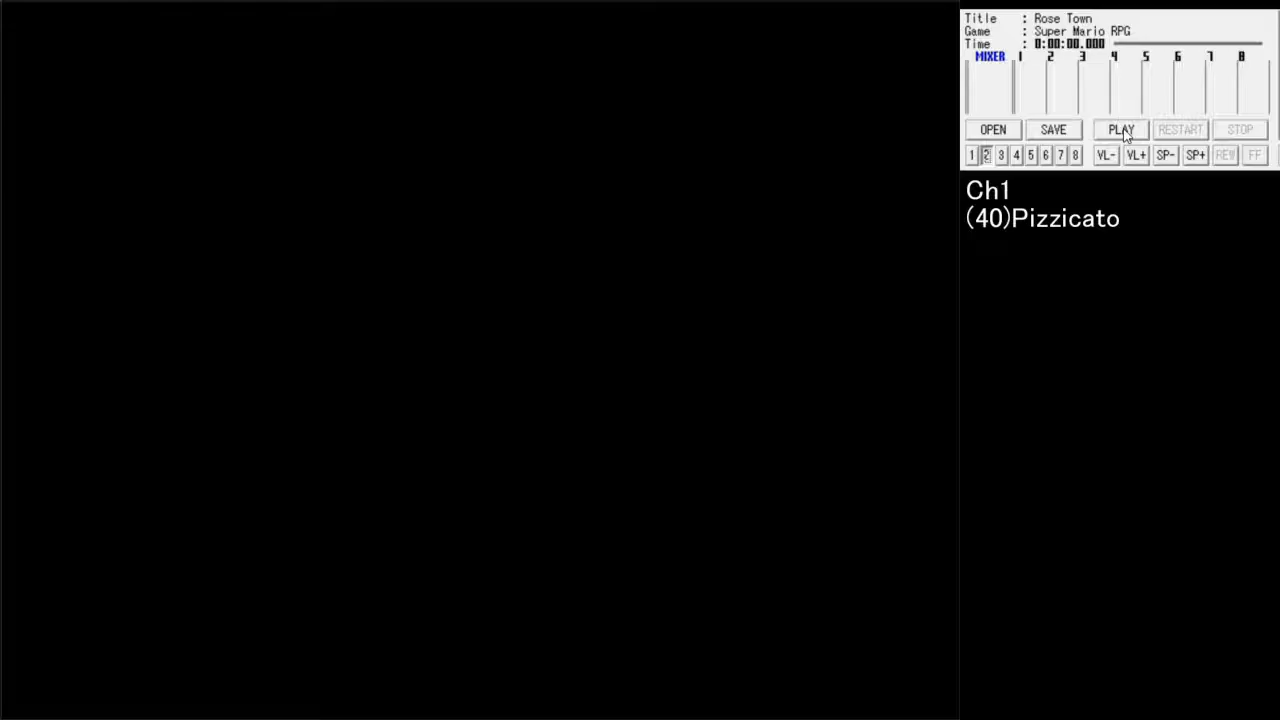 Title : Rose Town
Game : Super Mario RPG
Time : 0:00:00.000
MIXER 1 2 3 4 5 6 7 8
OPEN SAVE PLAY RESTART STOP
1 2 3 4 5 6 7 8 VL- VL+ SP- SP+ REW FF
Ch1
(40)Pizzicato